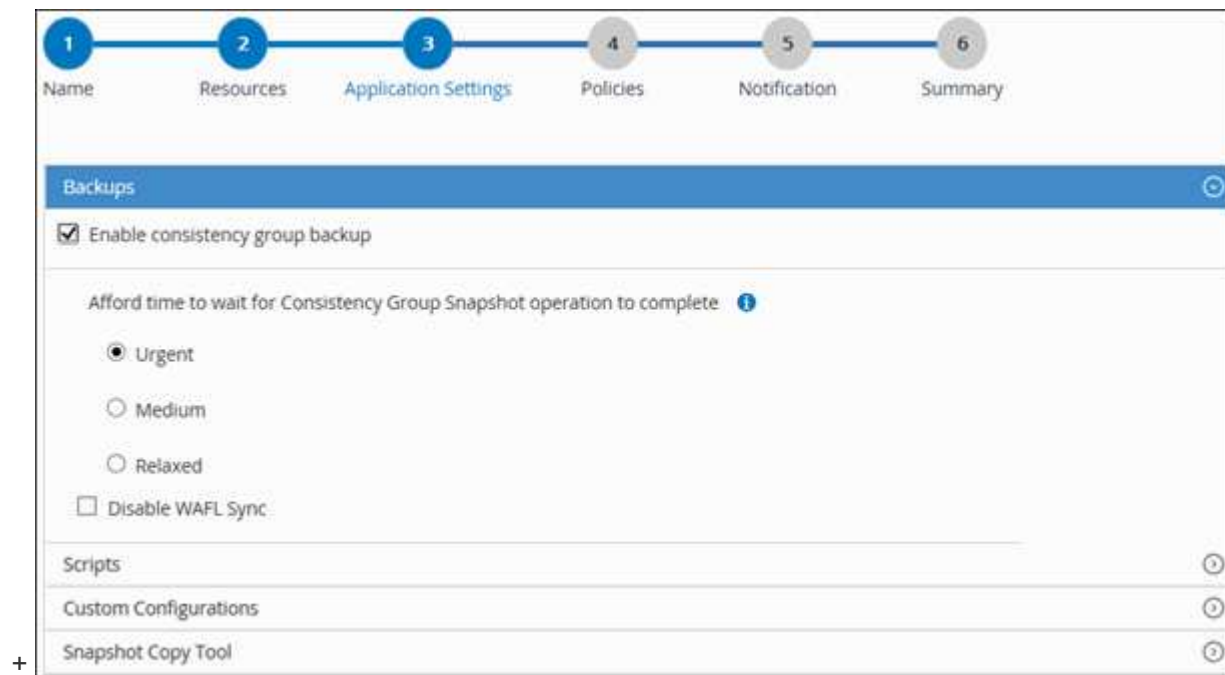 1 2 3 4 5 6
Name Resources Application Settings Policies Notification Summary
Backups
Enable consistency group backup
Afford time to wait for Consistency Group Snapshot operation to complete i
Urgent
Medium
Relaxed
Disable WAFL Sync
Scripts
Custom Configurations
Snapshot Copy Tool
+